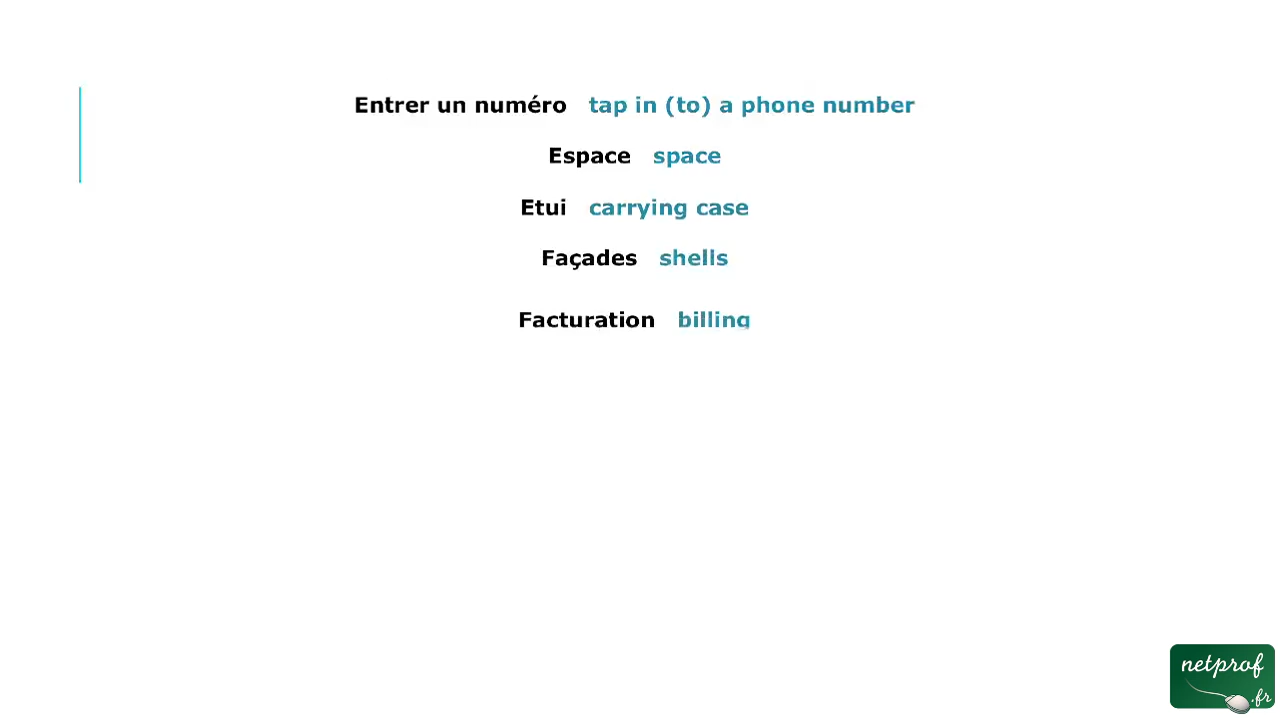 Entrer un numéro tap in (to) a phone number
Espace space
Etui carrying case
Façades shells
Facturation billing
netprof
.fr